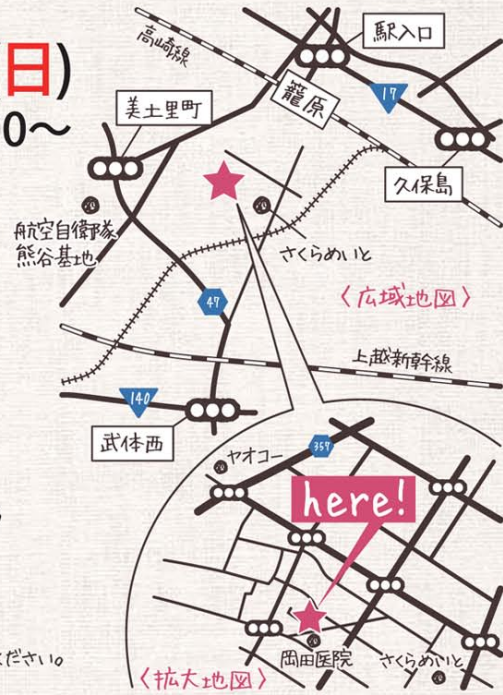 日)
0〜
高崎線
駅入口
籠原
17
美土里町
久保島
航空自衛隊
熊谷基地
さくらめいと
47
〈広域地図〉
上越新幹線
140
武体西
ヤオコー
357
here!
岡田医院
さくらめいと
ださい。
〈拡大地図〉